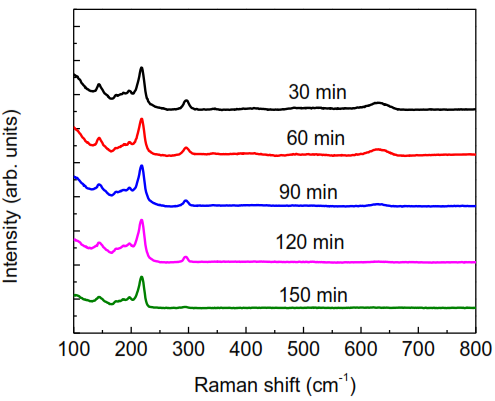 30 min
60 min
90 min
120 min
150 min
Intensity (arb. units)
100 200 300 400 500 600 700 800
Raman shift (cm⁻¹)